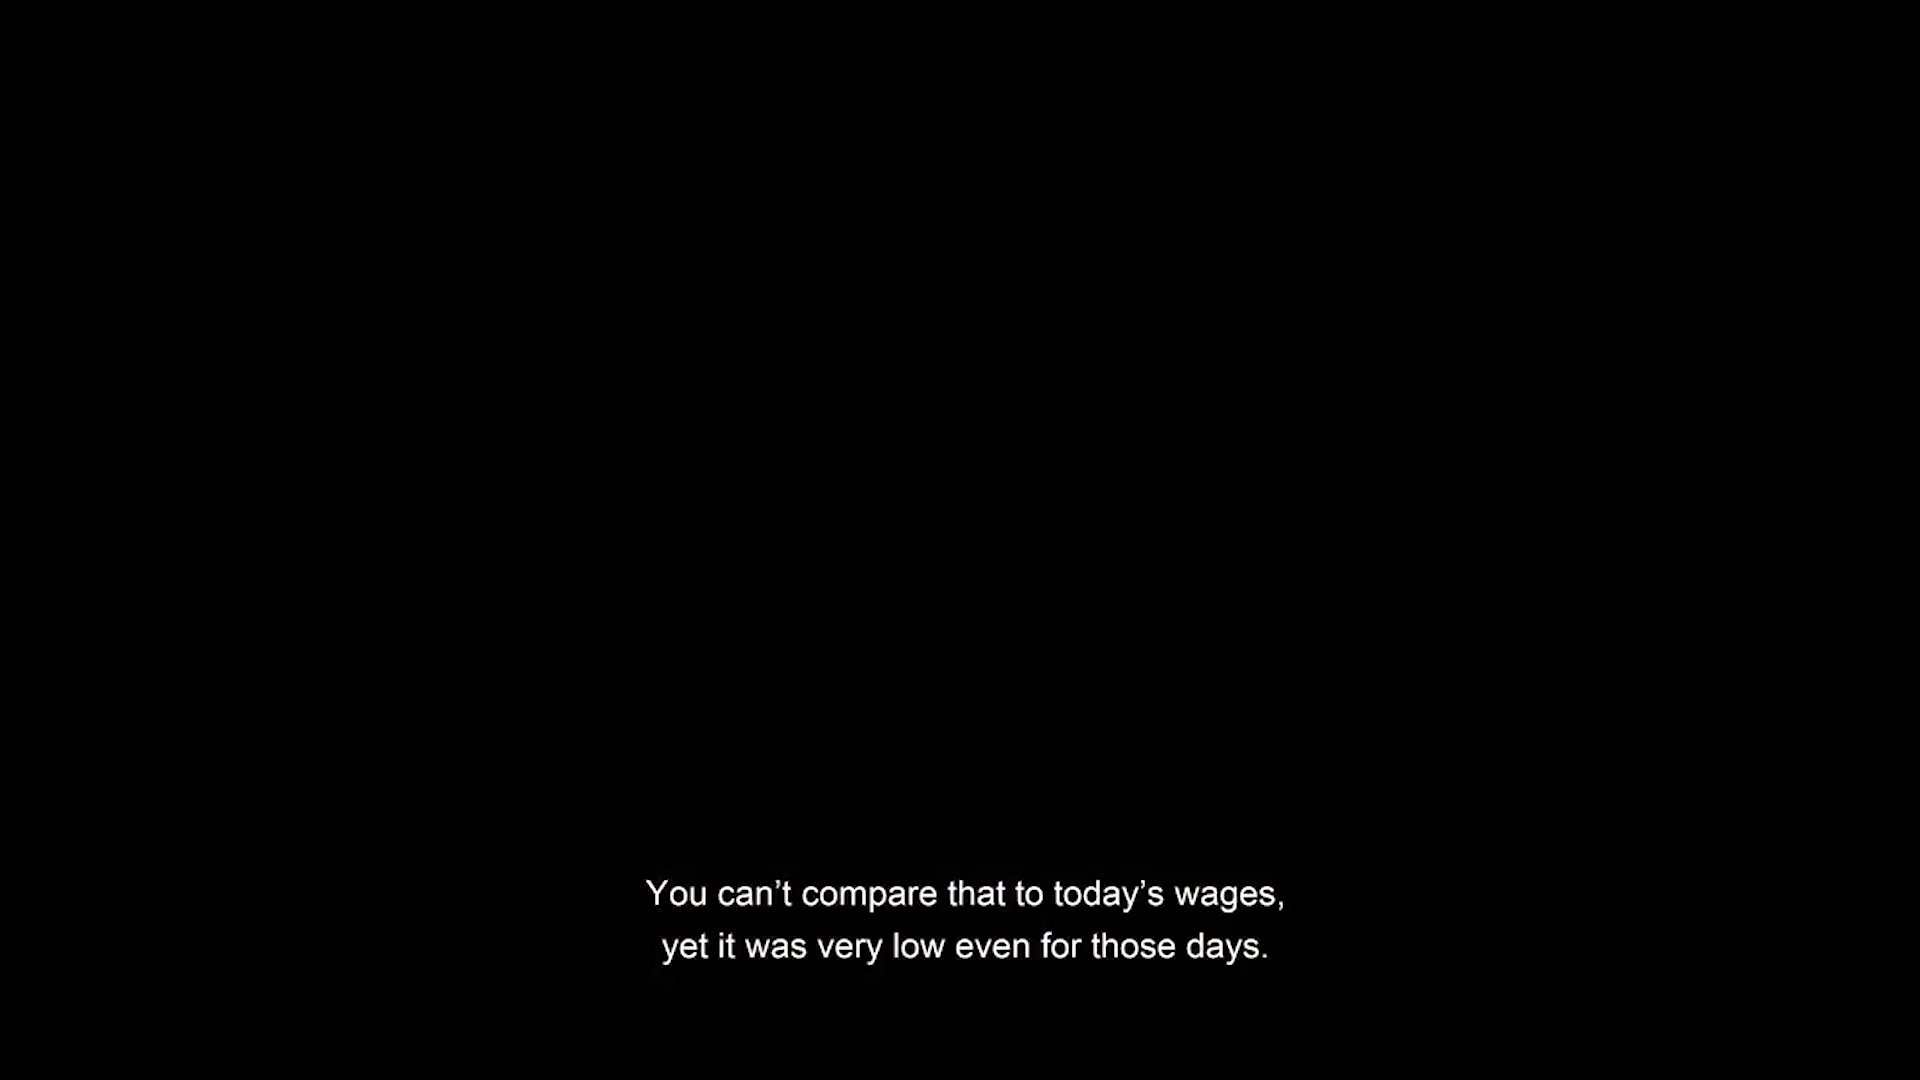 You can’t compare that to today’s wages,
yet it was very low even for those days.